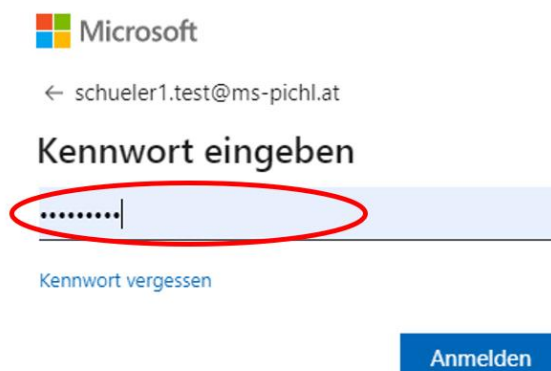 Microsoft
← schueler1.test@ms-pichl.at
Kennwort eingeben
•••••••••
Kennwort vergessen
Anmelden